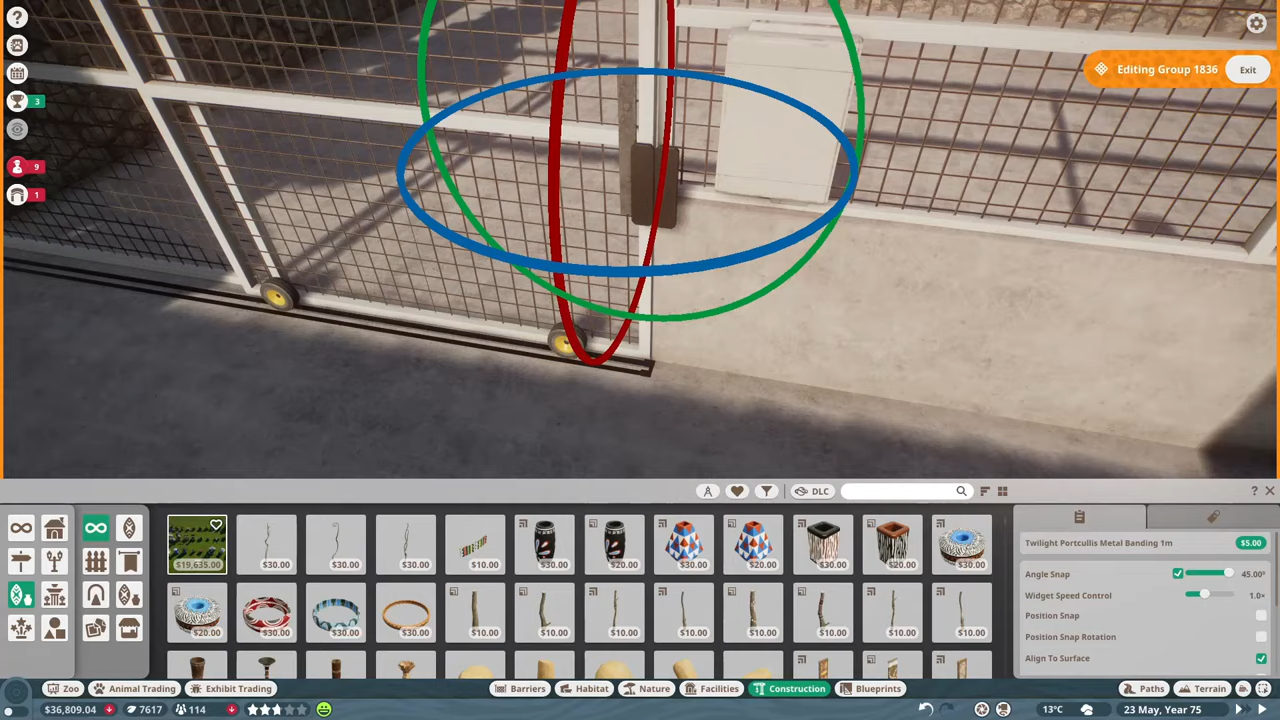 ?
Editing Group 1836
Exit
3
9
1
DLC
?
$19,635.00
$30.00
$30.00
$30.00
$10.00
$30.00
$20.00
$30.00
$20.00
$30.00
$20.00
$30.00
$20.00
$30.00
$30.00
$30.00
$10.00
$10.00
$10.00
$10.00
$10.00
$10.00
$10.00
$10.00
Twilight Portcullis Metal Banding 1m
$5.00
Angle Snap
45.00°
Widget Speed Control
1.0×
Position Snap
Position Snap Rotation
Align To Surface
Zoo
Animal Trading
Exhibit Trading
Barriers
Habitat
Nature
Facilities
Construction
Blueprints
Paths
Terrain
$36,809.04
7617
114
13°C
23 May, Year 75